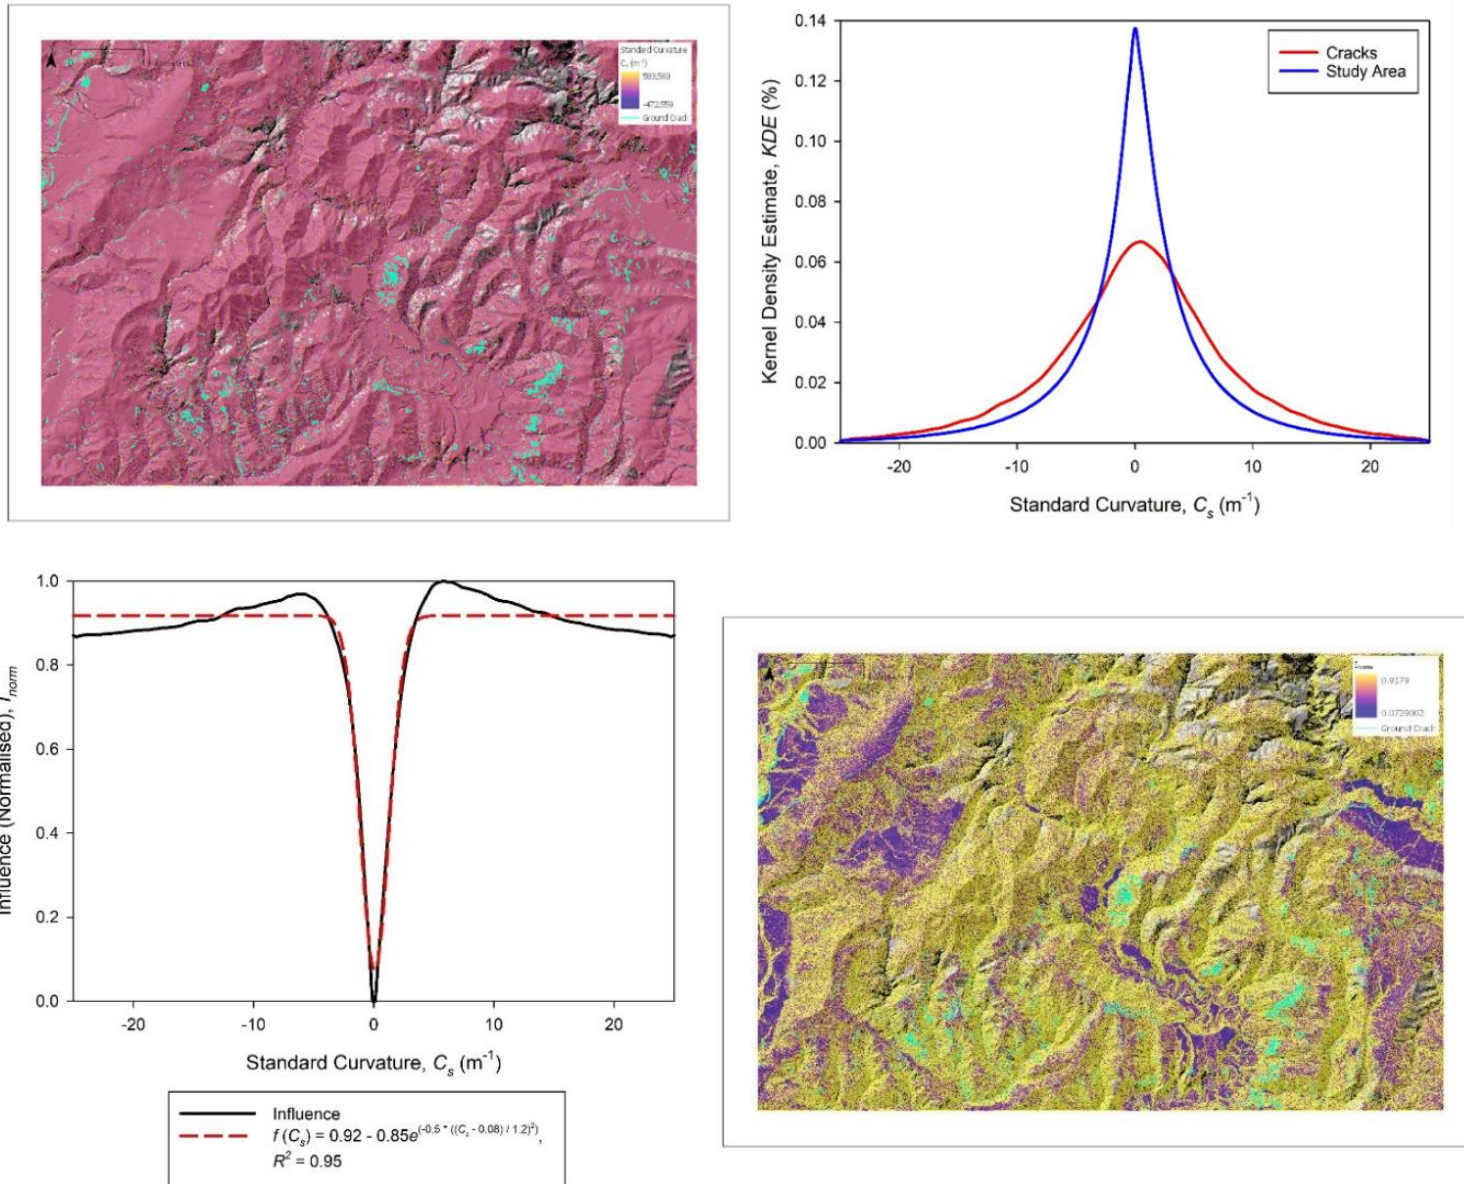 Standard Curvature
Cₛ (m⁻¹)
593.563
-472.559
Ground Crack
0.14
0.12
0.10
0.08
0.06
0.04
0.02
0.00
Kernel Density Estimate, KDE (%)
Cracks
Study Area
-20 -10 0 10 20
Standard Curvature, Cₛ (m⁻¹)
1.0
0.8
0.6
0.4
0.2
0.0
Influence (Normalised), Iₙₒᵣₘ
-20 -10 0 10 20
Standard Curvature, Cₛ (m⁻¹)
Influence
f (Cₛ) = 0.92 - 0.85e^(-0.5 * ((Cₛ - 0.08) / 1.2)²),
R² = 0.95
Iₙₒᵣₘ
0.9179
0.0729002
Ground Crack